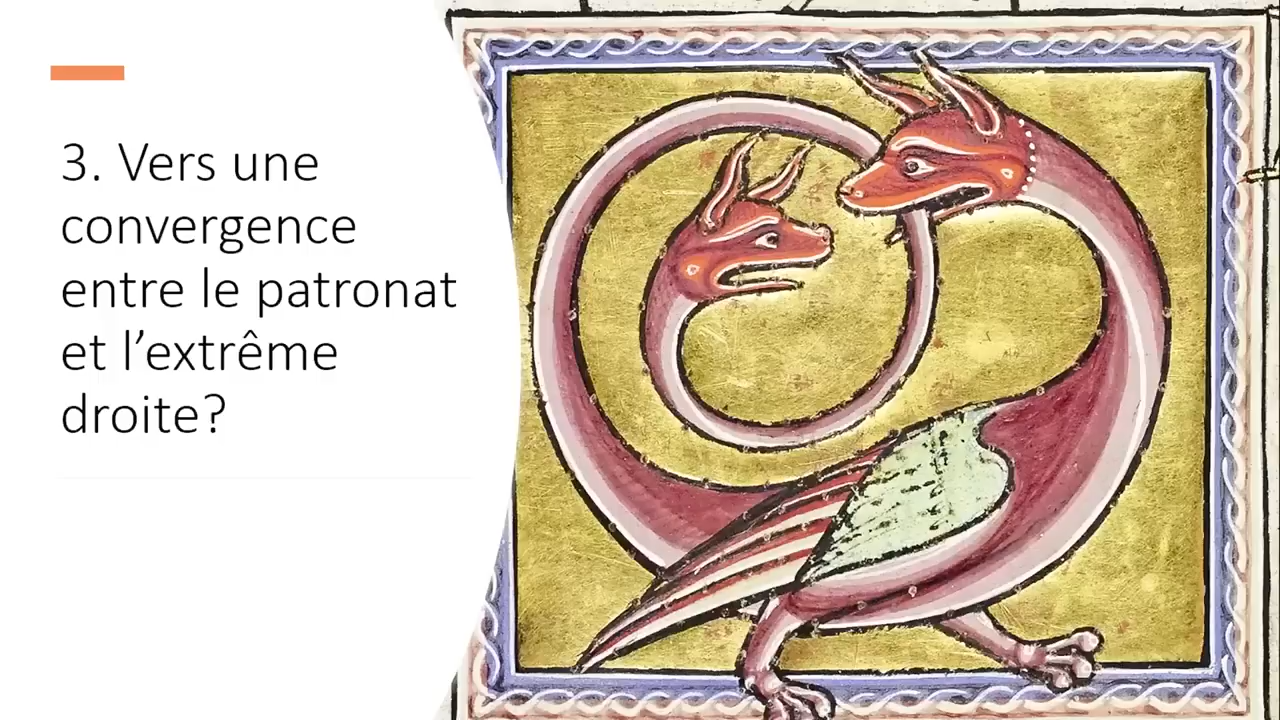 3. Vers une
convergence
entre le patronat
et l’extrême
droite?